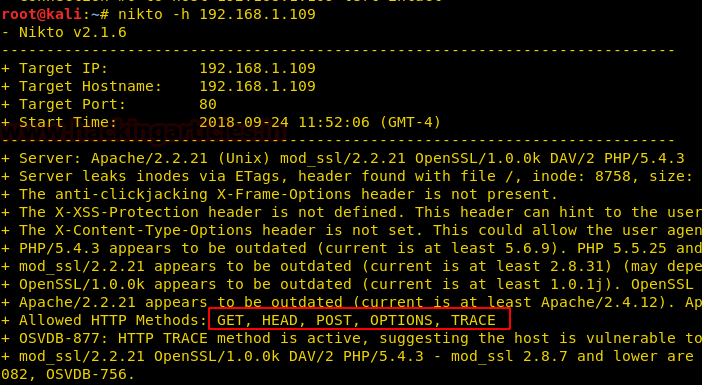 root@kali:~# nikto -h 192.168.1.109
- Nikto v2.1.6
---------------------------------------------------------------------------
+ Target IP:          192.168.1.109
+ Target Hostname:    192.168.1.109
+ Target Port:        80
+ Start Time:         2018-09-24 11:52:06 (GMT-4)
---------------------------------------------------------------------------
+ Server: Apache/2.2.21 (Unix) mod_ssl/2.2.21 OpenSSL/1.0.0k DAV/2 PHP/5.4.3
+ Server leaks inodes via ETags, header found with file /, inode: 8758, size:
+ The anti-clickjacking X-Frame-Options header is not present.
+ The X-XSS-Protection header is not defined. This header can hint to the user
+ The X-Content-Type-Options header is not set. This could allow the user agen
+ PHP/5.4.3 appears to be outdated (current is at least 5.6.9). PHP 5.5.25 and
+ mod_ssl/2.2.21 appears to be outdated (current is at least 2.8.31) (may depe
+ OpenSSL/1.0.0k appears to be outdated (current is at least 1.0.1j). OpenSSL
+ Apache/2.2.21 appears to be outdated (current is at least Apache/2.4.12). Ap
+ Allowed HTTP Methods: GET, HEAD, POST, OPTIONS, TRACE
+ OSVDB-877: HTTP TRACE method is active, suggesting the host is vulnerable to
+ mod_ssl/2.2.21 OpenSSL/1.0.0k DAV/2 PHP/5.4.3 - mod_ssl 2.8.7 and lower are
082, OSVDB-756.